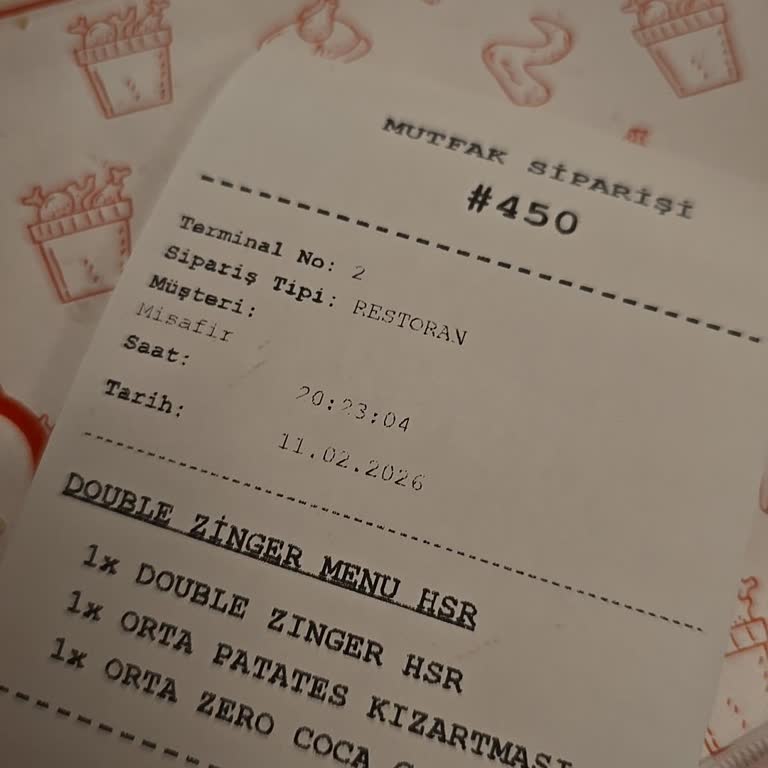 MUTFAK SİPARİŞİ
#450
Terminal No: 2
Sipariş Tipi: RESTORAN
Müşteri:
Misafir
Saat: 20:23:04
Tarih: 11.02.2026
DOUBLE ZİNGER MENU HSR
1x DOUBLE ZINGER HSR
1x ORTA PATATES KIZARTMASI
1x ORTA ZERO COCA